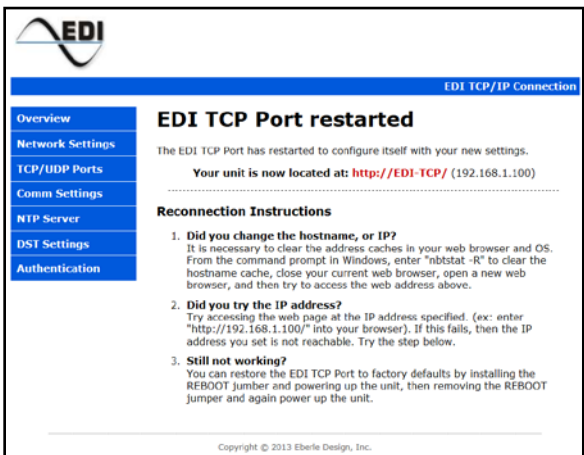 EDI
EDI TCP/IP Connection
Overview
Network Settings
TCP/UDP Ports
Comm Settings
NTP Server
DST Settings
Authentication
EDI TCP Port restarted
The EDI TCP Port has restarted to configure itself with your new settings.
Your unit is now located at: http://EDI-TCP/ (192.168.1.100)
Reconnection Instructions
1. Did you change the hostname, or IP?
It is necessary to clear the address caches in your web browser and OS.
From the command prompt in Windows, enter "nbtstat -R" to clear the
hostname cache, close your current web browser, open a new web
browser, and then try to access the web address above.
2. Did you try the IP address?
Try accessing the web page at the IP address specified. (ex: enter
"http://192.168.1.100/" into your browser). If this fails, then the IP
address you set is not reachable. Try the step below.
3. Still not working?
You can restore the EDI TCP Port to factory defaults by installing the
REBOOT jumber and powering up the unit, then removing the REBOOT
jumper and again power up the unit.
Copyright © 2013 Eberle Design, Inc.